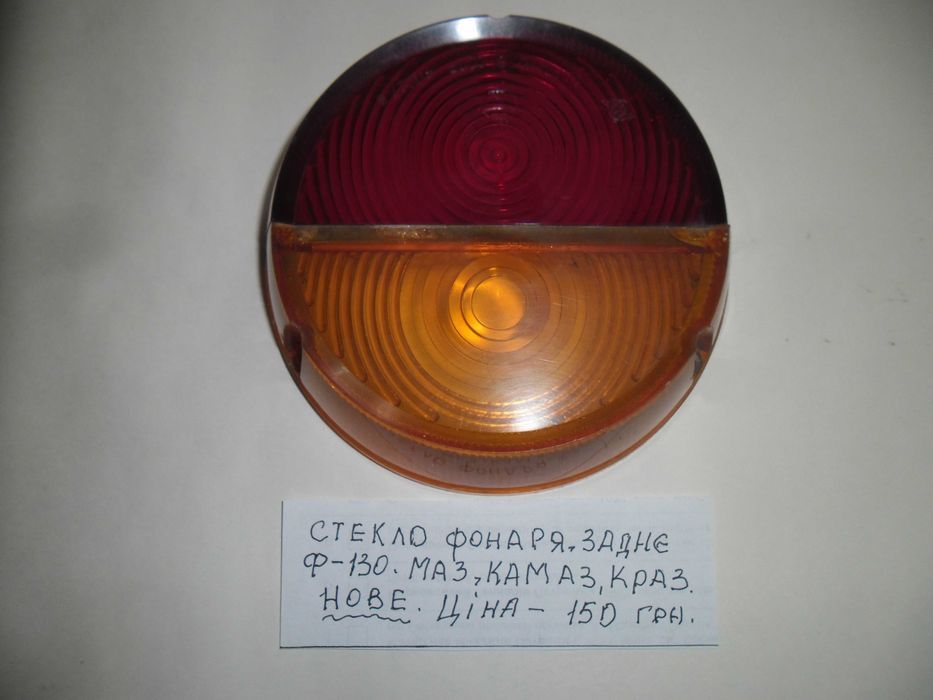 СТЕКЛО ФОНАРЯ. ЗАДНЄ
Ф-130. МАЗ, КАМАЗ, КРАЗ.
НОВЕ. ЦіНА - 150 ГРН.